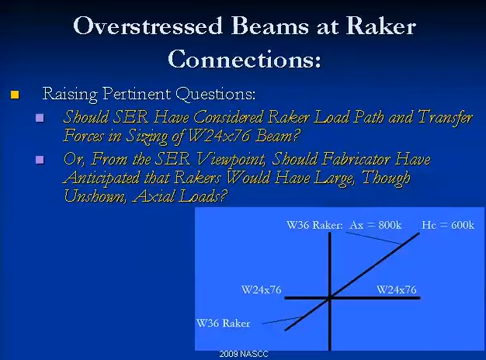 Overstressed Beams at Raker
Connections:
Raising Pertinent Questions:
Should SER Have Considered Raker Load Path and Transfer
Forces in Sizing of W24x76 Beam?
Or, From the SER Viewpoint, Should Fabricator Have
Anticipated that Rakers Would Have Large, Though
Unshown, Axial Loads?
W36 Raker: Ax = 800k Hc = 600k
W24x76 W24x76
W36 Raker
2009 NASCC